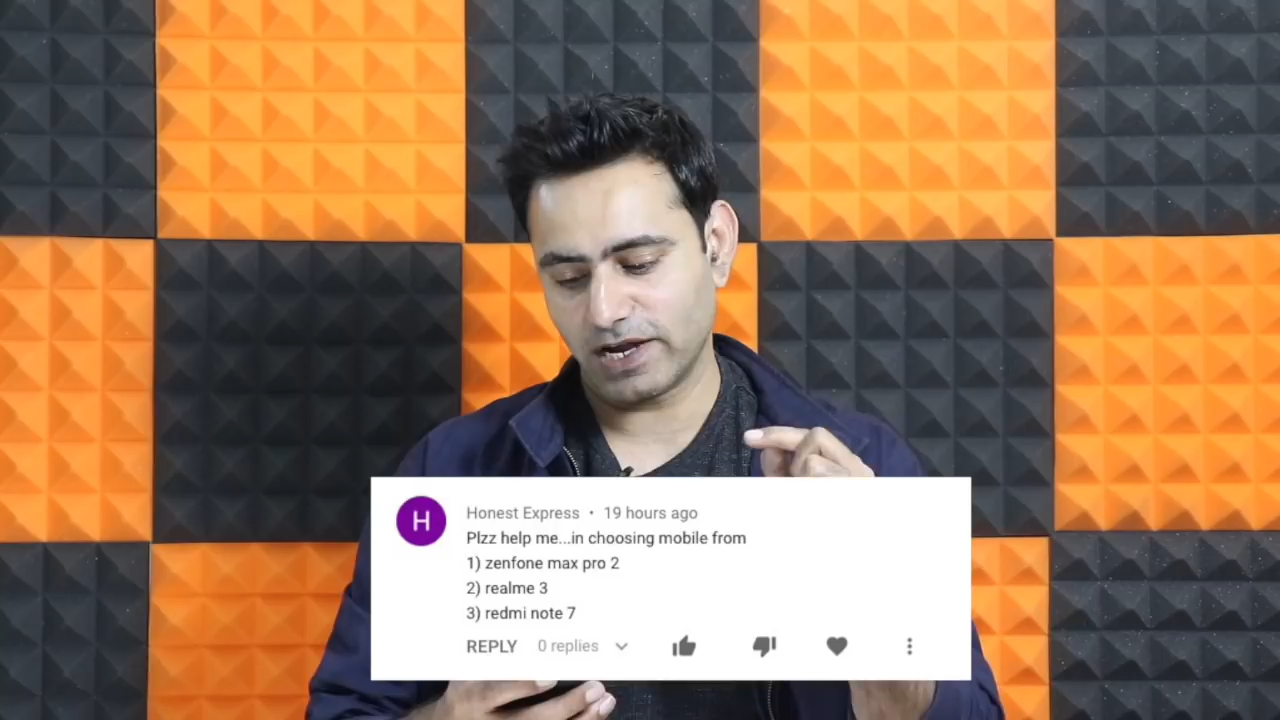 H
Honest Express • 19 hours ago
Plzz help me...in choosing mobile from
1) zenfone max pro 2
2) realme 3
3) redmi note 7
REPLY 0 replies